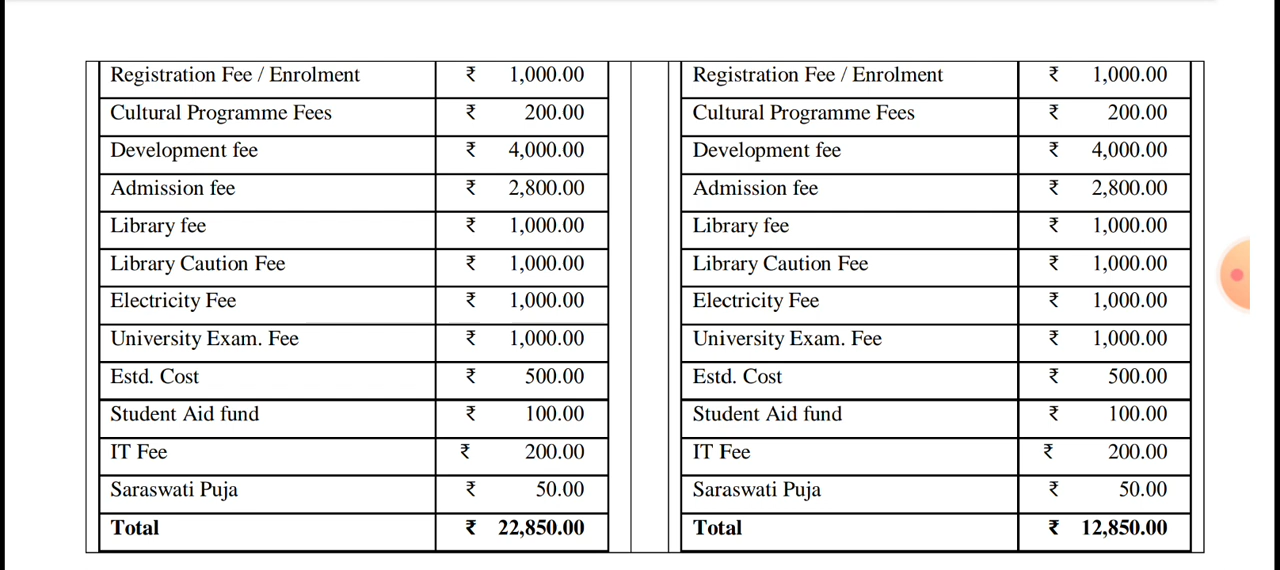 Registration Fee / Enrolment ₹ 1,000.00 Registration Fee / Enrolment ₹ 1,000.00
Cultural Programme Fees ₹ 200.00 Cultural Programme Fees ₹ 200.00
Development fee ₹ 4,000.00 Development fee ₹ 4,000.00
Admission fee ₹ 2,800.00 Admission fee ₹ 2,800.00
Library fee ₹ 1,000.00 Library fee ₹ 1,000.00
Library Caution Fee ₹ 1,000.00 Library Caution Fee ₹ 1,000.00
Electricity Fee ₹ 1,000.00 Electricity Fee ₹ 1,000.00
University Exam. Fee ₹ 1,000.00 University Exam. Fee ₹ 1,000.00
Estd. Cost ₹ 500.00 Estd. Cost ₹ 500.00
Student Aid fund ₹ 100.00 Student Aid fund ₹ 100.00
IT Fee ₹ 200.00 IT Fee ₹ 200.00
Saraswati Puja ₹ 50.00 Saraswati Puja ₹ 50.00
Total ₹ 22,850.00 Total ₹ 12,850.00